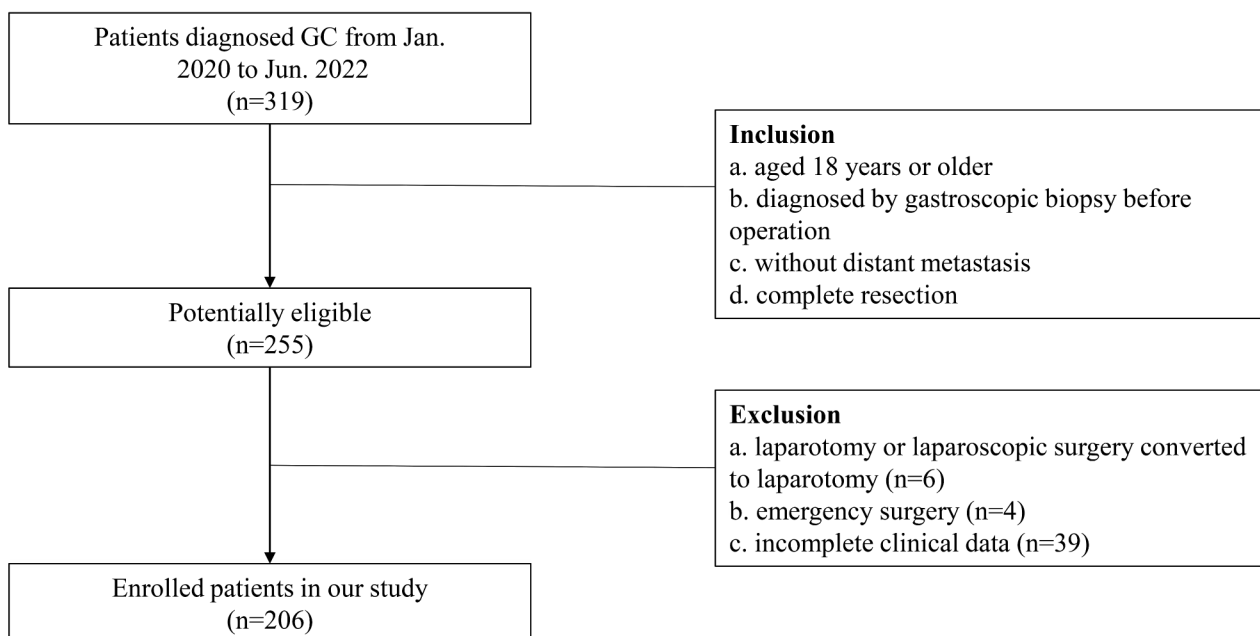 Patients diagnosed GC from Jan.
2020 to Jun. 2022
(n=319)
Inclusion
a. aged 18 years or older
b. diagnosed by gastroscopic biopsy before
operation
c. without distant metastasis
d. complete resection
Potentially eligible
(n=255)
Exclusion
a. laparotomy or laparoscopic surgery converted
to laparotomy (n=6)
b. emergency surgery (n=4)
c. incomplete clinical data (n=39)
Enrolled patients in our study
(n=206)